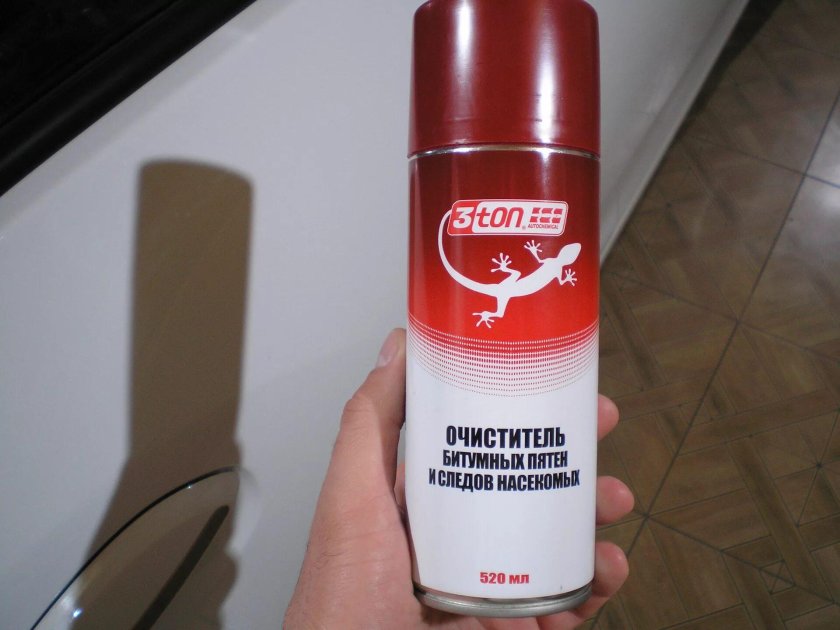 3ton
®
AUTOCHEMICAL
ОЧИСТИТЕЛЬ
БИТУМНЫХ ПЯТЕН
И СЛЕДОВ НАСЕКОМЫХ
520 мл